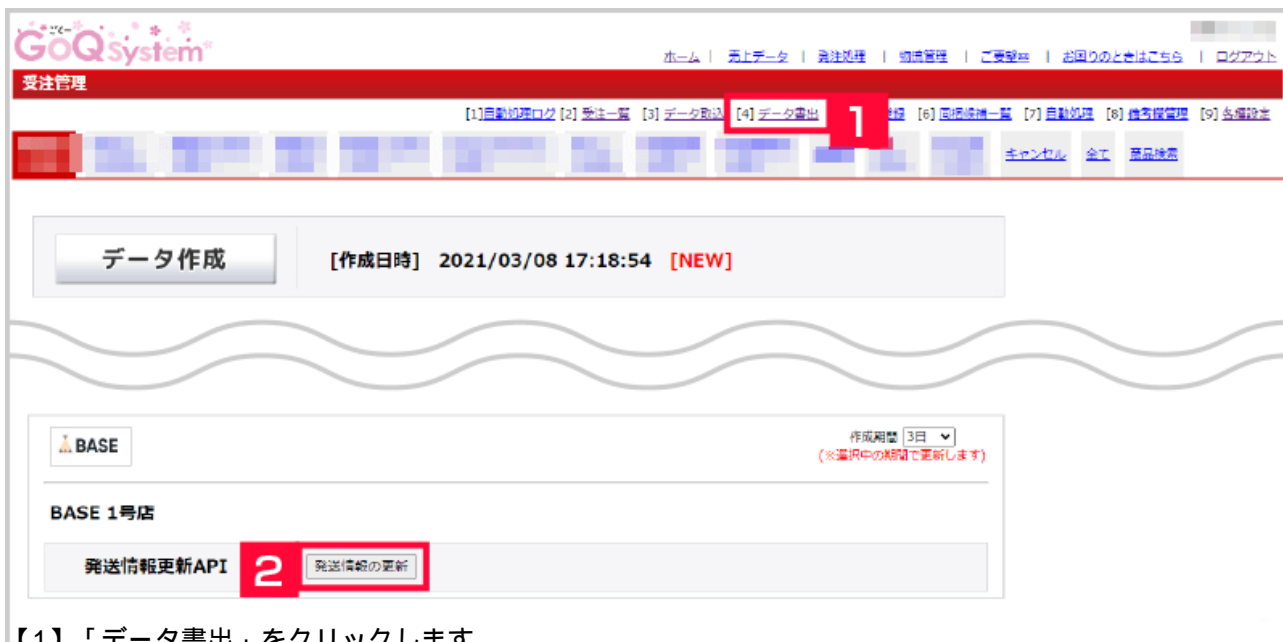 ごくー
GoQSystem
ホーム | 売上データ | 発注処理 | 物流管理 | ご要望 | お困りのときはこちら | ログアウト
受注管理
[1]自動処理ログ [2] 受注一覧 [3] データ取込 [4] データ書出 1 登録 [6] 同梱候補一覧 [7] 自動処理 [8] 備考欄管理 [9] 各種設定
キャンセル 全て 商品検索
データ作成 [作成日時] 2021/03/08 17:18:54 [NEW]
BASE 作成期間 3日
(※選択中の期間で更新します)
BASE 1号店
発送情報更新API 2 発送情報の更新
【1】「データ書出」をクリックします